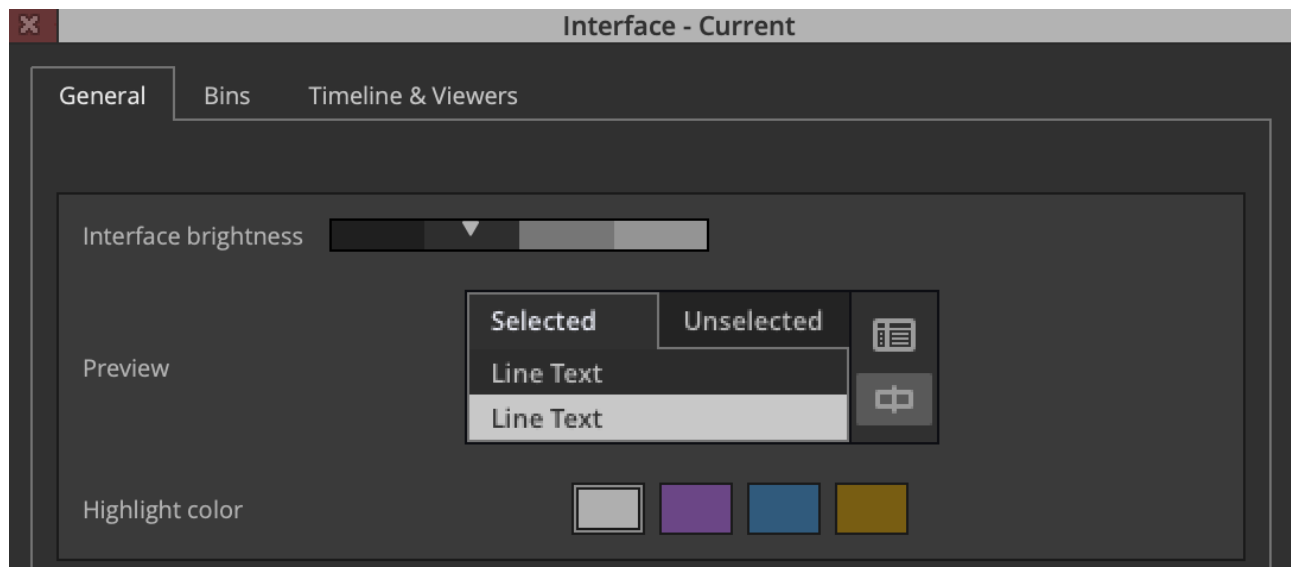 Interface - Current
General Bins Timeline & Viewers
Interface brightness
Selected Unselected
Preview
Line Text
Line Text
Highlight color